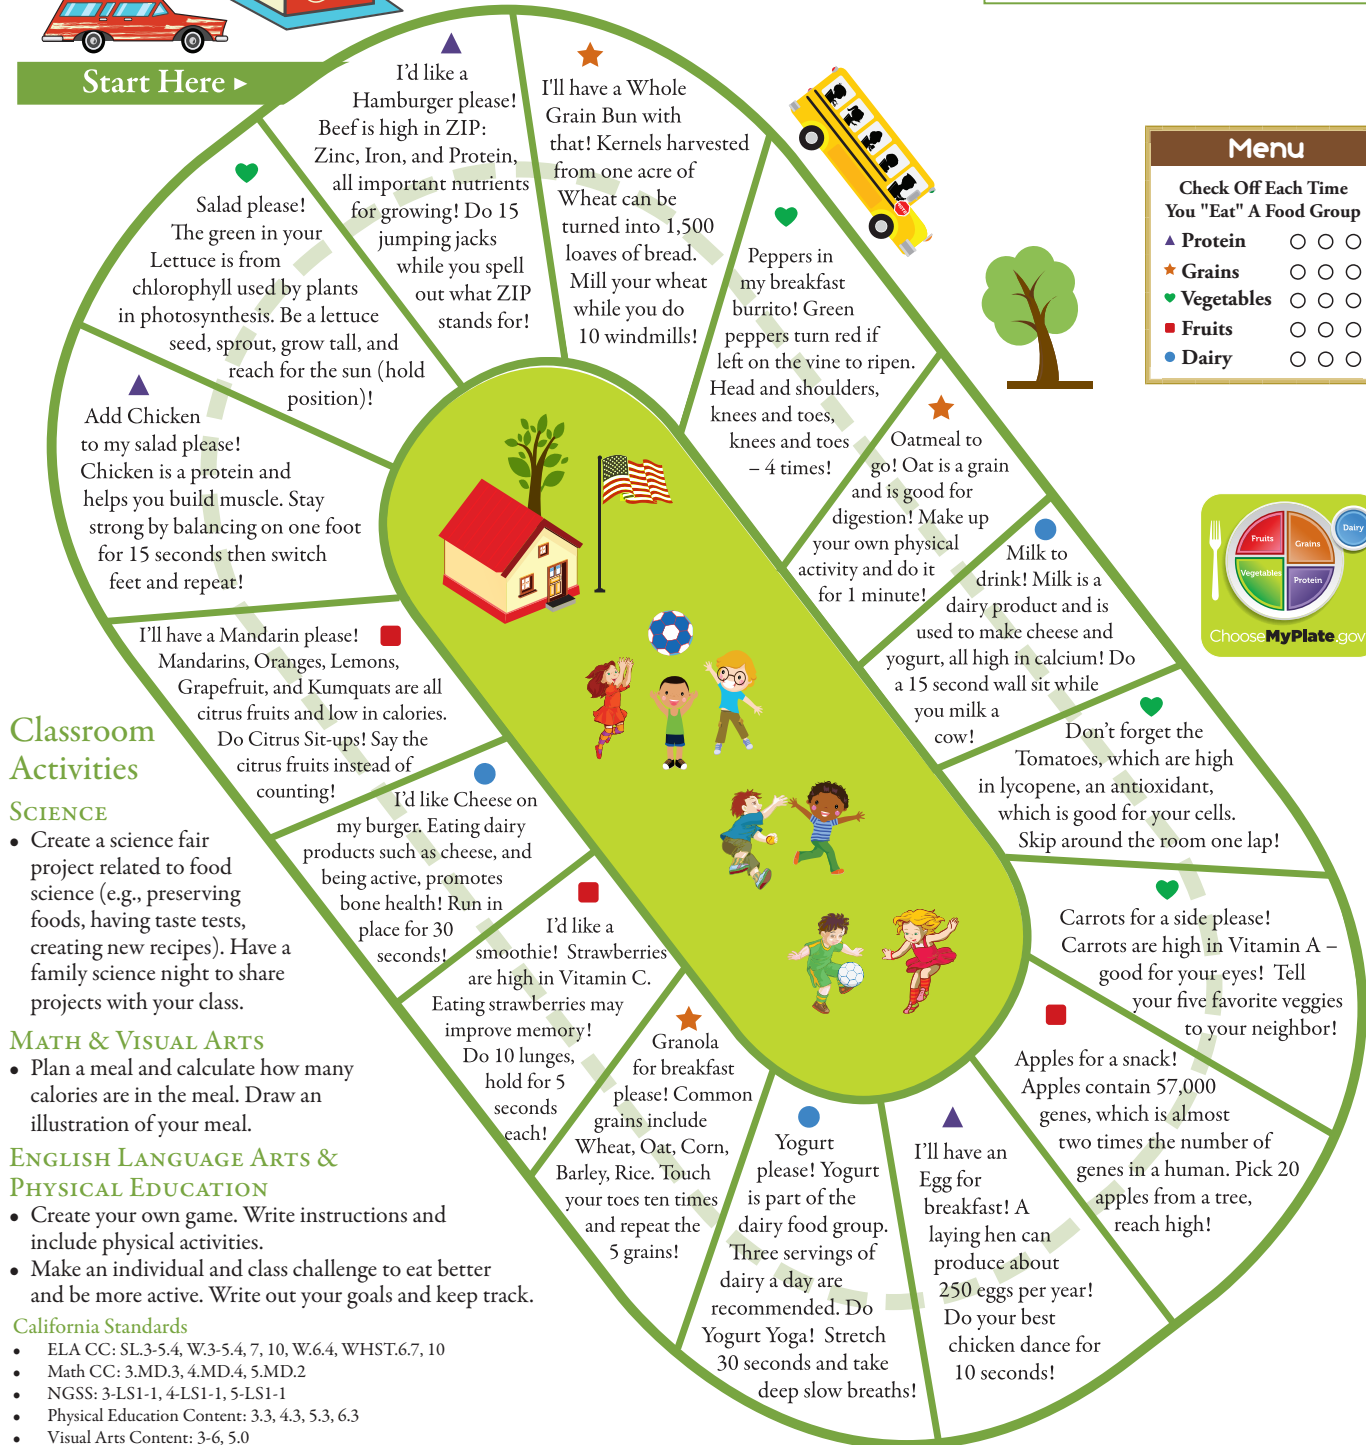 Start Here ▸
I'd like a
Hamburger please!
Beef is high in ZIP:
Zinc, Iron, and Protein,
all important nutrients
for growing! Do 15
jumping jacks
while you spell
out what ZIP
stands for!
I'll have a Whole
Grain Bun with
that! Kernels harvested
from one acre of
Wheat can be
turned into 1,500
loaves of bread.
Mill your wheat
while you do
10 windmills!
Peppers in
my breakfast
burrito! Green
peppers turn red if
left on the vine to ripen.
Head and shoulders,
knees and toes,
knees and toes
– 4 times!
Oatmeal to
go! Oat is a grain
and is good for
digestion! Make up
your own physical
activity and do it
for 1 minute!
Milk to
drink! Milk is a
dairy product and is
used to make cheese and
yogurt, all high in calcium! Do
a 15 second wall sit while
you milk a
cow!
Don't forget the
Tomatoes, which are high
in lycopene, an antioxidant,
which is good for your cells.
Skip around the room one lap!
Carrots for a side please!
Carrots are high in Vitamin A –
good for your eyes! Tell
your five favorite veggies
to your neighbor!
Apples for a snack!
Apples contain 57,000
genes, which is almost
two times the number of
genes in a human. Pick 20
apples from a tree,
reach high!
I'll have an
Egg for
breakfast! A
laying hen can
produce about
250 eggs per year!
Do your best
chicken dance for
10 seconds!
Yogurt
please! Yogurt
is part of the
dairy food group.
Three servings of
dairy a day are
recommended. Do
Yogurt Yoga! Stretch
30 seconds and take
deep slow breaths!
Granola
for breakfast
please! Common
grains include
Wheat, Oat, Corn,
Barley, Rice. Touch
your toes ten times
and repeat the
5 grains!
I'd like a
smoothie! Strawberries
are high in Vitamin C.
Eating strawberries may
improve memory!
Do 10 lunges,
hold for 5
seconds
each!
I'd like Cheese on
my burger. Eating dairy
products such as cheese, and
being active, promotes
bone health! Run in
place for 30
seconds!
I'll have a Mandarin please!
Mandarins, Oranges, Lemons,
Grapefruit, and Kumquats are all
citrus fruits and low in calories.
Do Citrus Sit-ups! Say the
citrus fruits instead of
counting!
Add Chicken
to my salad please!
Chicken is a protein and
helps you build muscle. Stay
strong by balancing on one foot
for 15 seconds then switch
feet and repeat!
Salad please!
The green in your
Lettuce is from
chlorophyll used by plants
in photosynthesis. Be a lettuce
seed, sprout, grow tall, and
reach for the sun (hold
position)!
Menu
Check Off Each Time
You "Eat" A Food Group
Protein
Grains
Vegetables
Fruits
Dairy
Fruits
Grains
Vegetables
Protein
Dairy
ChooseMyPlate.gov
Classroom
Activities
SCIENCE
• Create a science fair
project related to food
science (e.g., preserving
foods, having taste tests,
creating new recipes). Have a
family science night to share
projects with your class.
MATH & VISUAL ARTS
• Plan a meal and calculate how many
calories are in the meal. Draw an
illustration of your meal.
ENGLISH LANGUAGE ARTS &
PHYSICAL EDUCATION
• Create your own game. Write instructions and
include physical activities.
• Make an individual and class challenge to eat better
and be more active. Write out your goals and keep track.
California Standards
• ELA CC: SL.3-5.4, W.3-5.4, 7, 10, W.6.4, WHST.6.7, 10
• Math CC: 3.MD.3, 4.MD.4, 5.MD.2
• NGSS: 3-LS1-1, 4-LS1-1, 5-LS1-1
• Physical Education Content: 3.3, 4.3, 5.3, 6.3
• Visual Arts Content: 3-6, 5.0